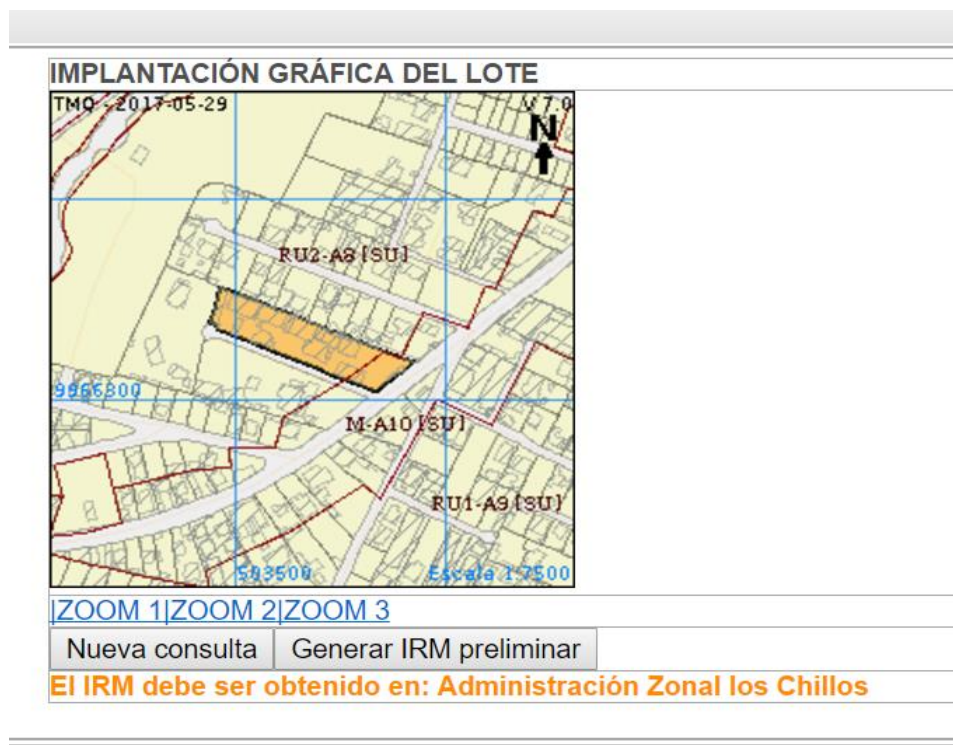 IMPLANTACIÓN GRÁFICA DEL LOTE
TMQ - 2017-05-29
V 7.0
N
RU2-A8 [SU]
9966300
M-A10 [SU]
RU1-A9 [SU]
503500
Escala 1:7500
|ZOOM 1|ZOOM 2|ZOOM 3
Nueva consulta Generar IRM preliminar
El IRM debe ser obtenido en: Administración Zonal los Chillos